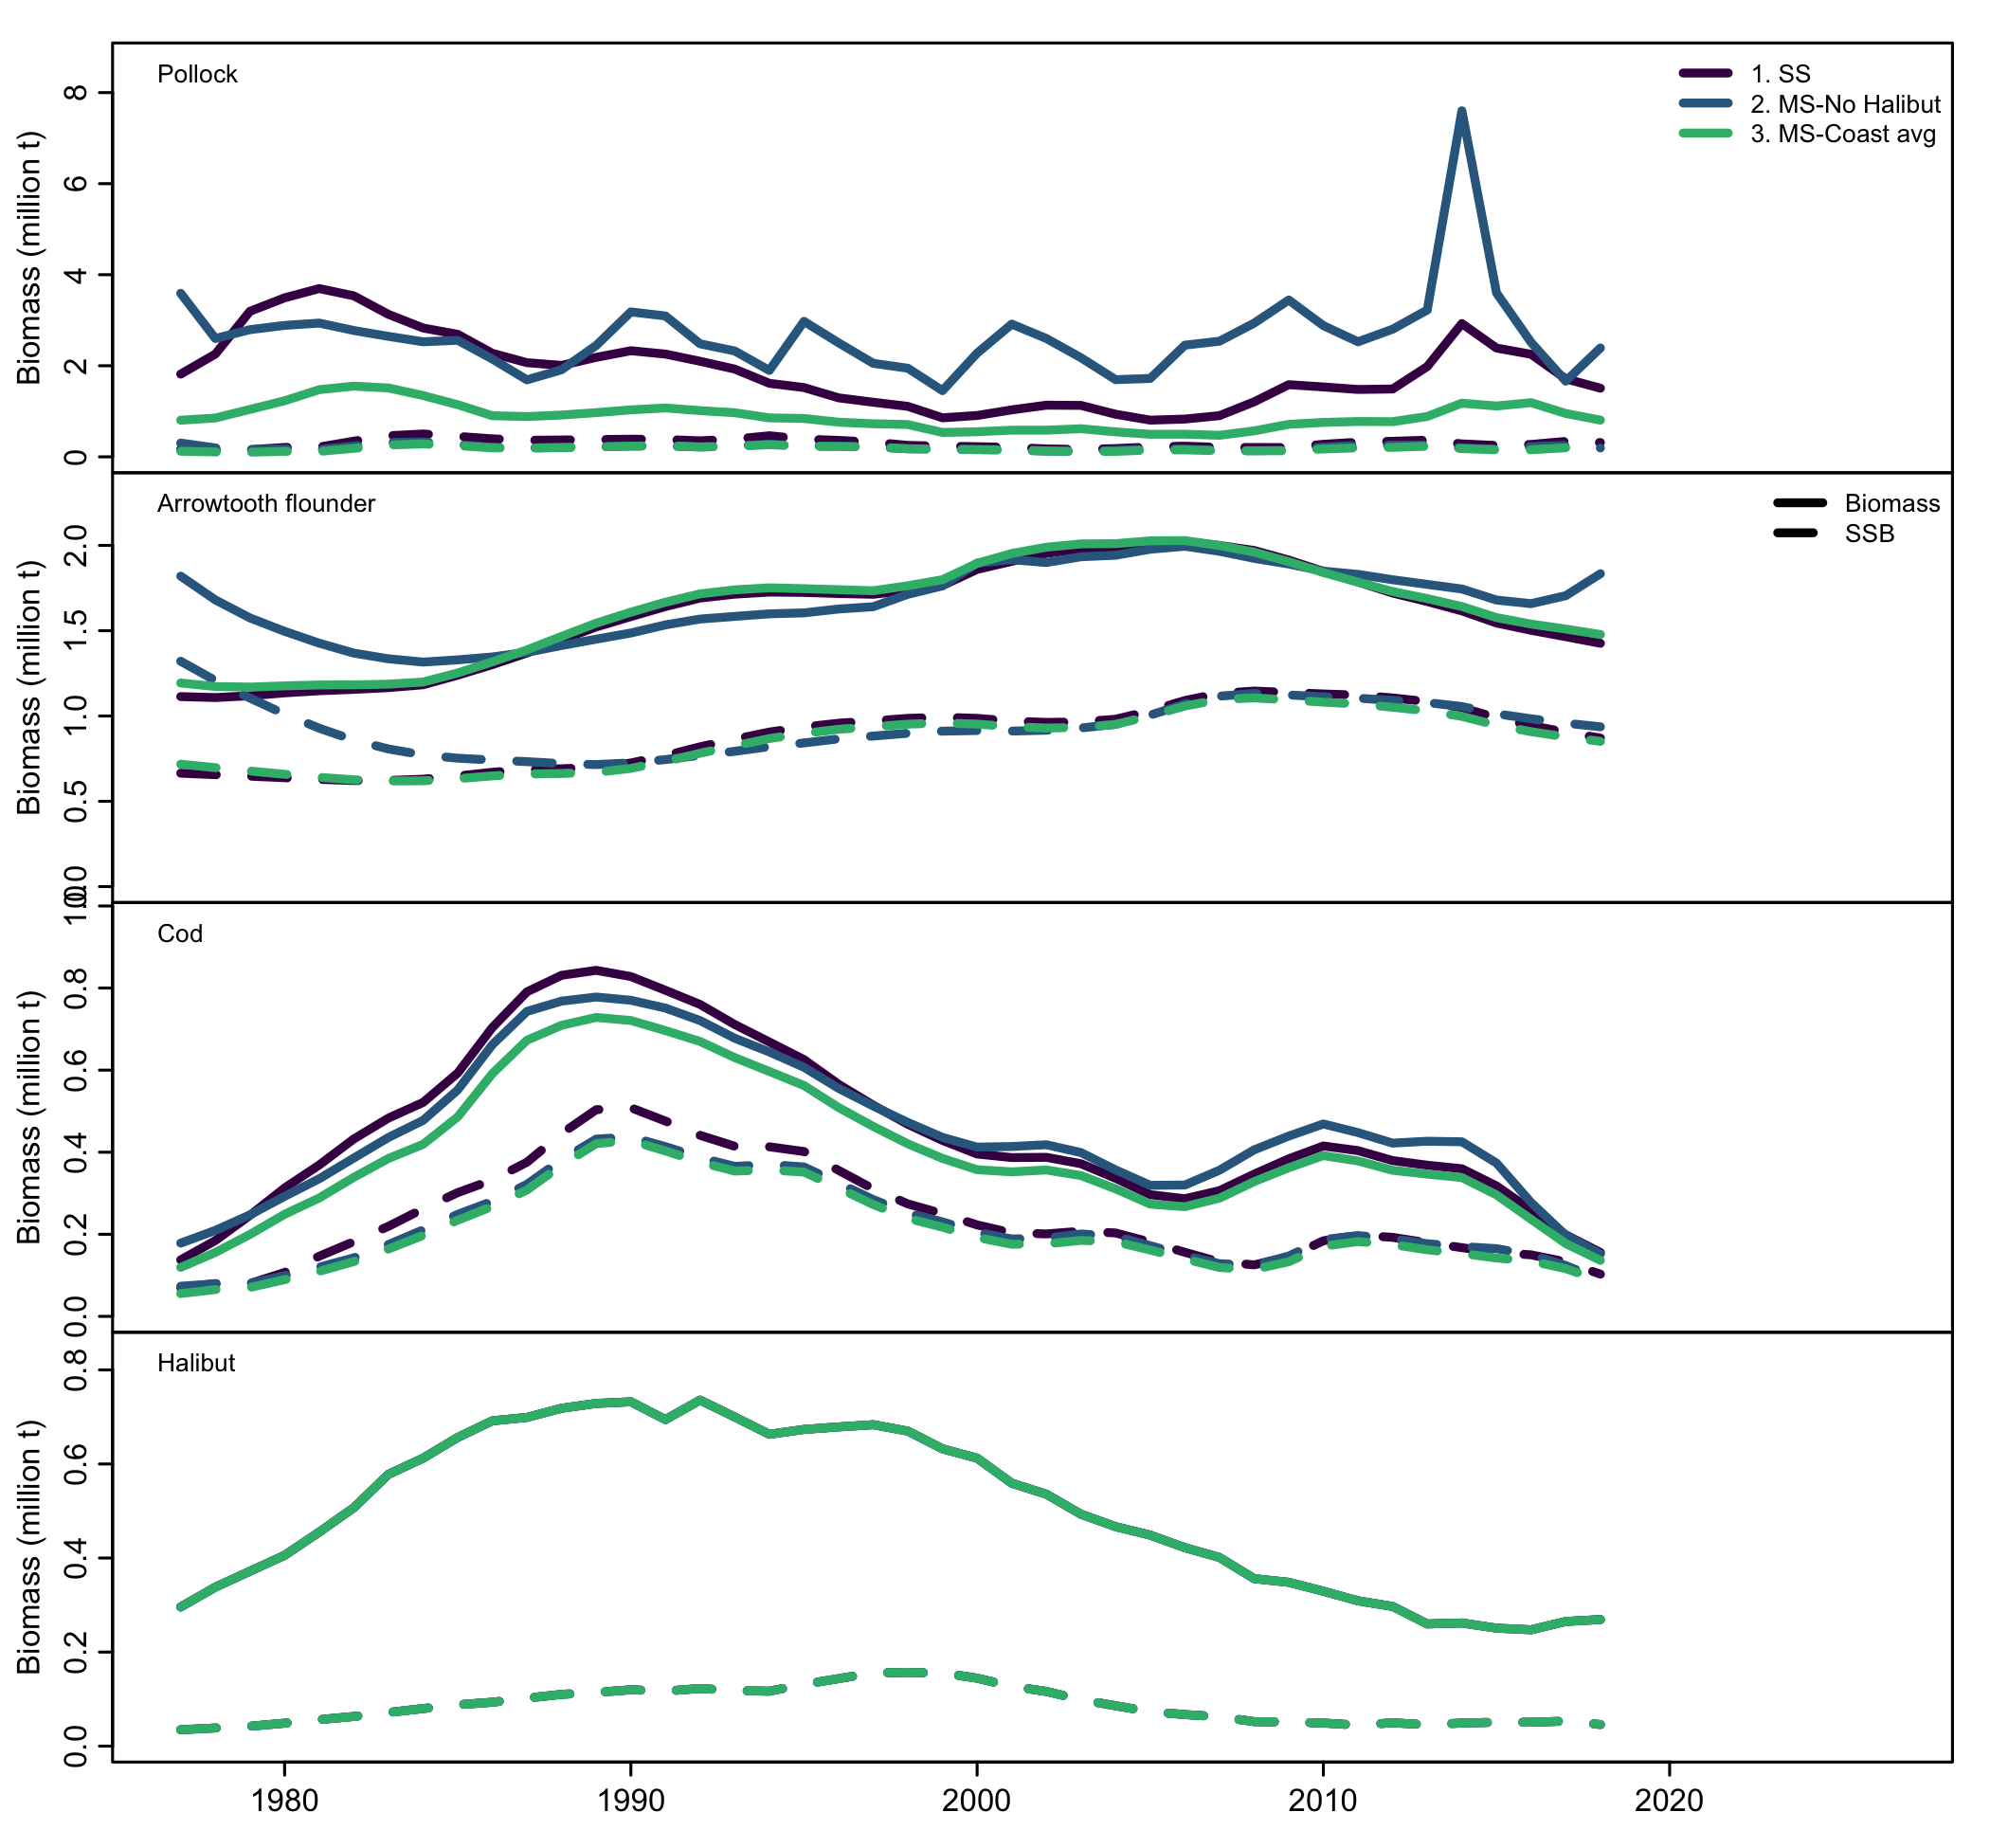 Pollock
1. SS
2. MS-No Halibut
3. MS-Coast avg
Biomass (million t)
8
6
4
2
0
Arrowtooth flounder
Biomass
SSB
Biomass (million t)
2.0
1.5
1.0
0.5
0.0
Cod
Biomass (million t)
1.0
0.8
0.6
0.4
0.2
0.0
Halibut
Biomass (million t)
0.8
0.6
0.4
0.2
0.0
1980 1990 2000 2010 2020